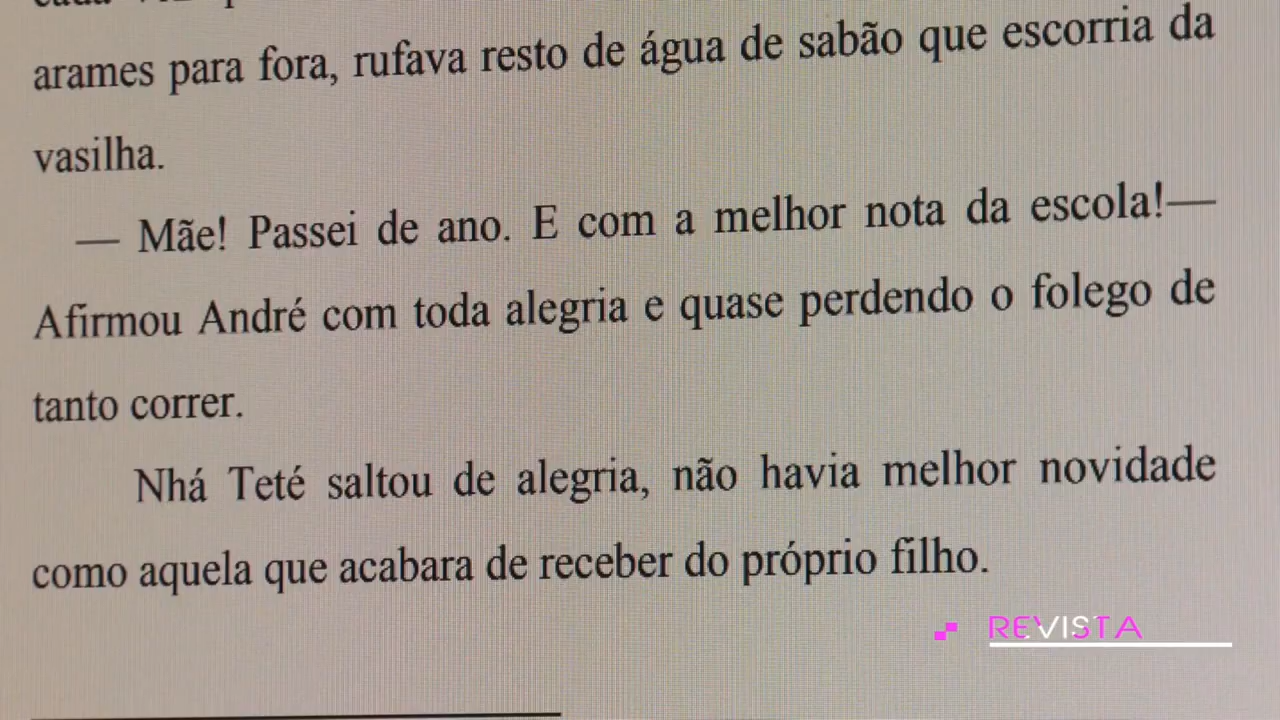 arames para fora, rufava resto de água de sabão que escorria da
vasilha.
— Mãe! Passei de ano. E com a melhor nota da escola!—
Afirmou André com toda alegria e quase perdendo o folego de
tanto correr.
Nhá Teté saltou de alegria, não havia melhor novidade
como aquela que acabara de receber do próprio filho.
REVISTA